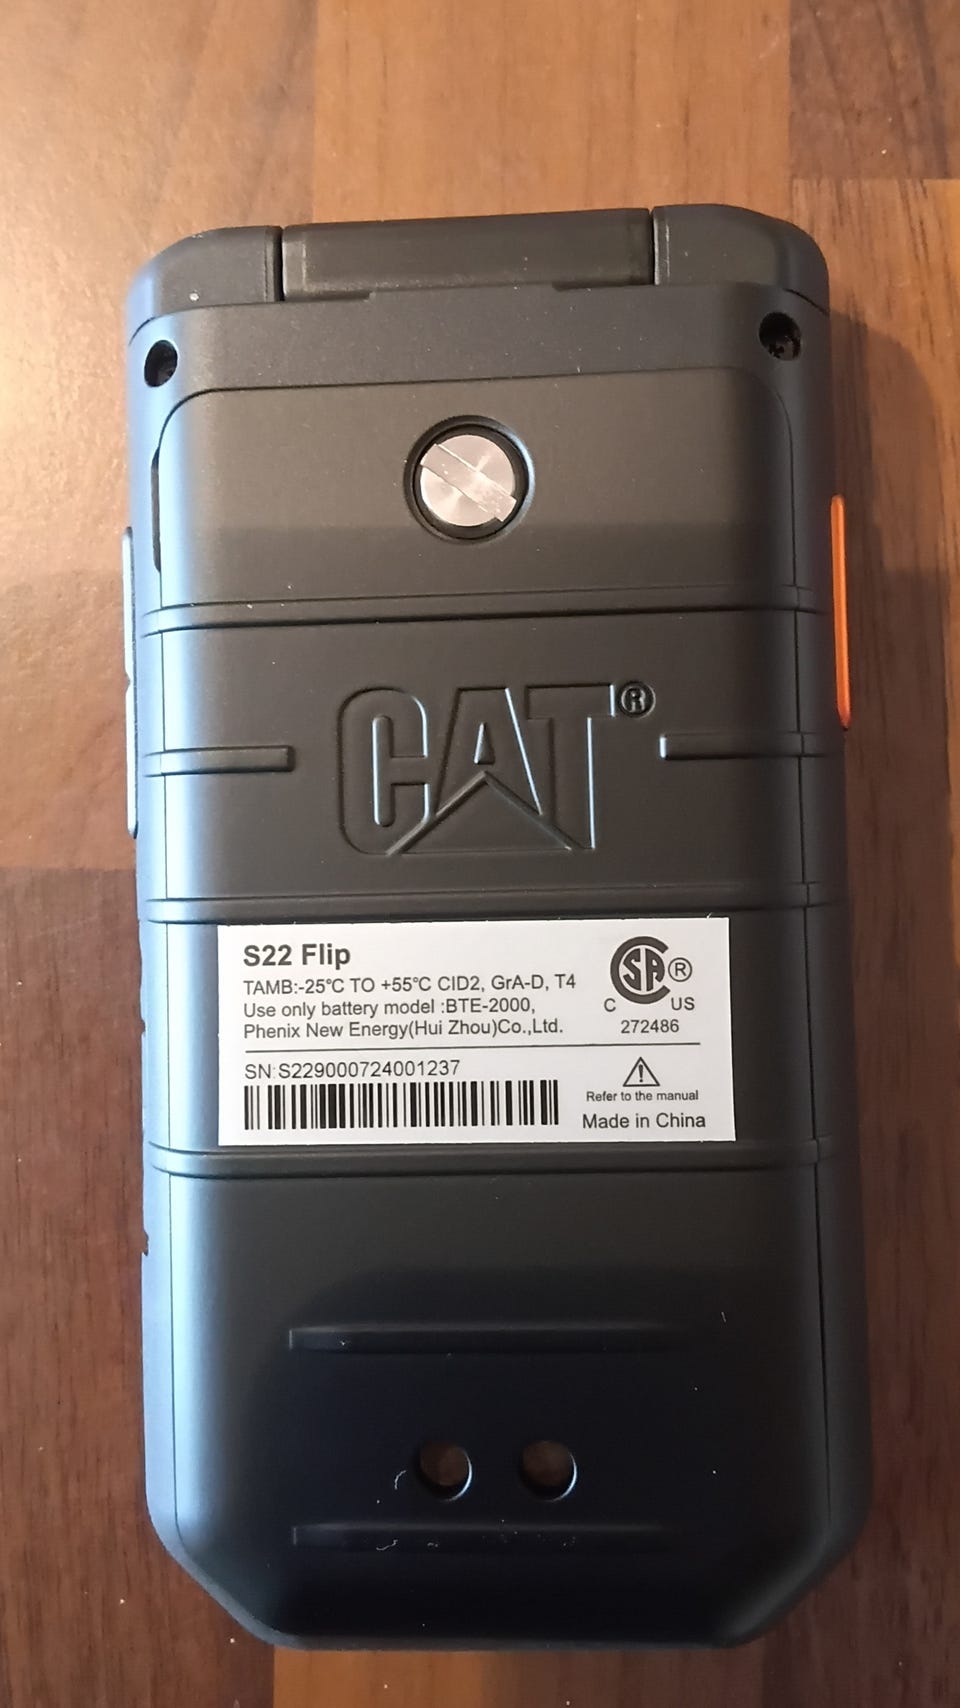 CAT®
S22 Flip
TAMB:-25℃ TO +55℃ CID2, GrA-D, T4
Use only battery model :BTE-2000,
Phenix New Energy(Hui Zhou)Co.,Ltd.
SA®
C US
272486
SN:S229000724001237
Refer to the manual
Made in China